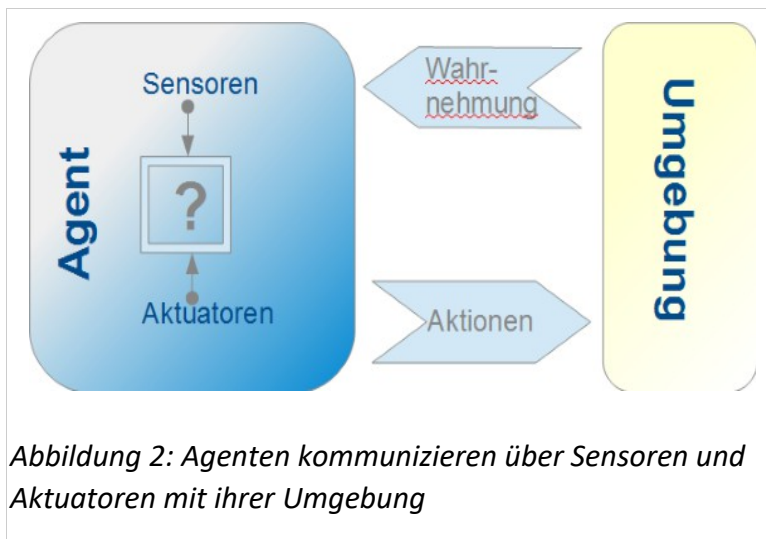 Agent
Sensoren
?
Aktuatoren
Wahr-
nehmung
Aktionen
Umgebung
Abbildung 2: Agenten kommunizieren über Sensoren und
Aktuatoren mit ihrer Umgebung